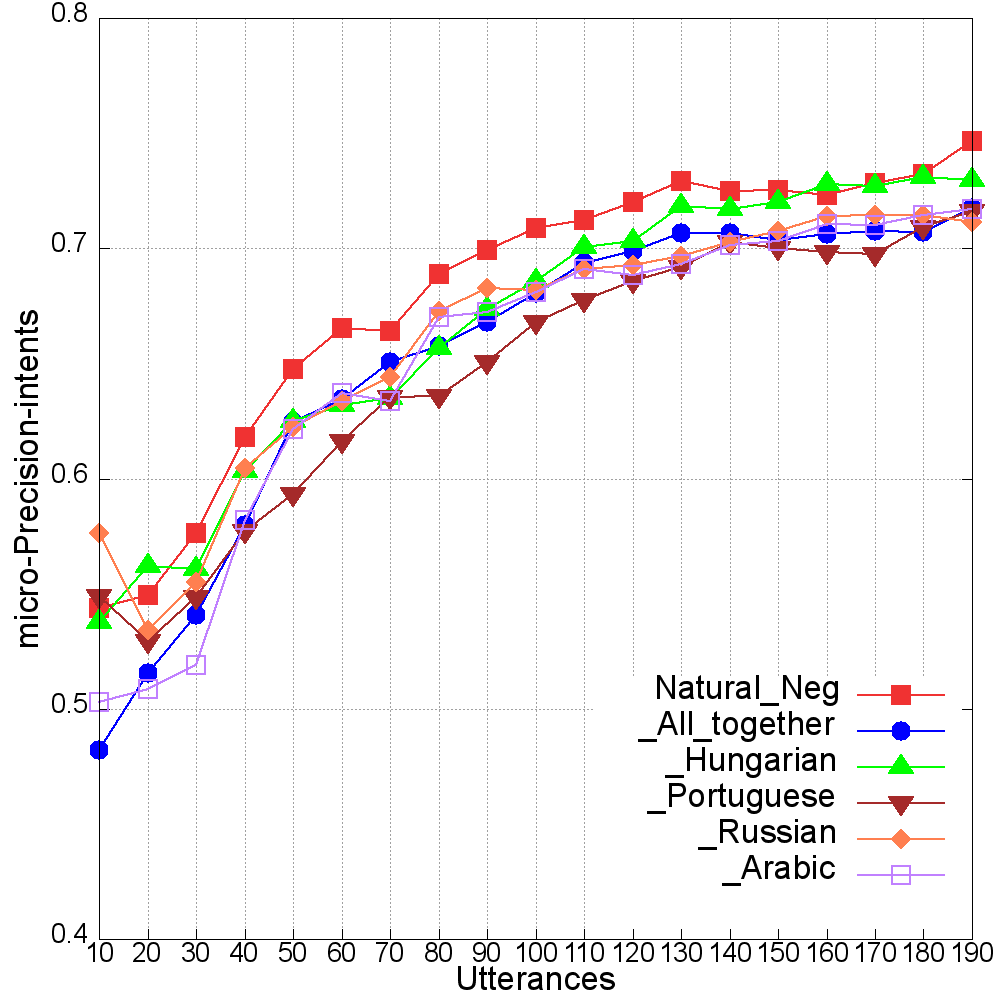 0.8
0.7
0.6
0.5
0.4
micro-Precision-intents
Natural_Neg
_All_together
_Hungarian
_Portuguese
_Russian
_Arabic
10 20 30 40 50 60 70 80 90 100 110 120 130 140 150 160 170 180 190
Utterances